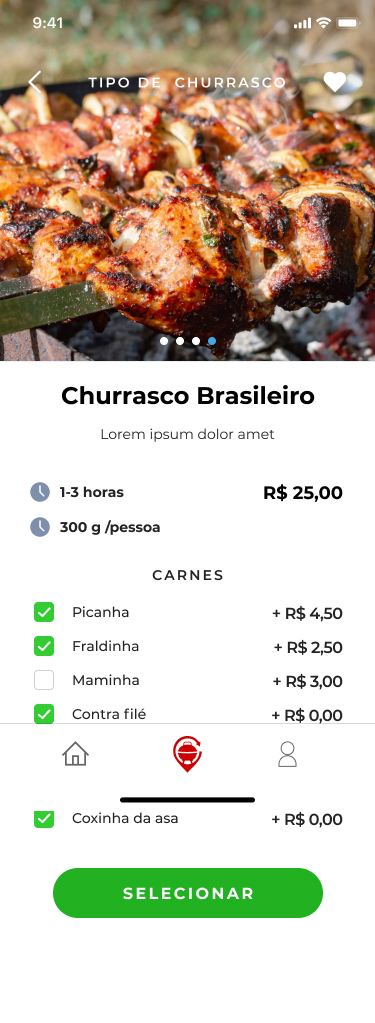 9:41
TIPO DE CHURRASCO
Churrasco Brasileiro
Lorem ipsum dolor amet
1-3 horas
R$ 25,00
300 g /pessoa
CARNES
Picanha + R$ 4,50
Fraldinha + R$ 2,50
Maminha + R$ 3,00
Contra filé + R$ 0,00
Coxinha da asa + R$ 0,00
SELECIONAR